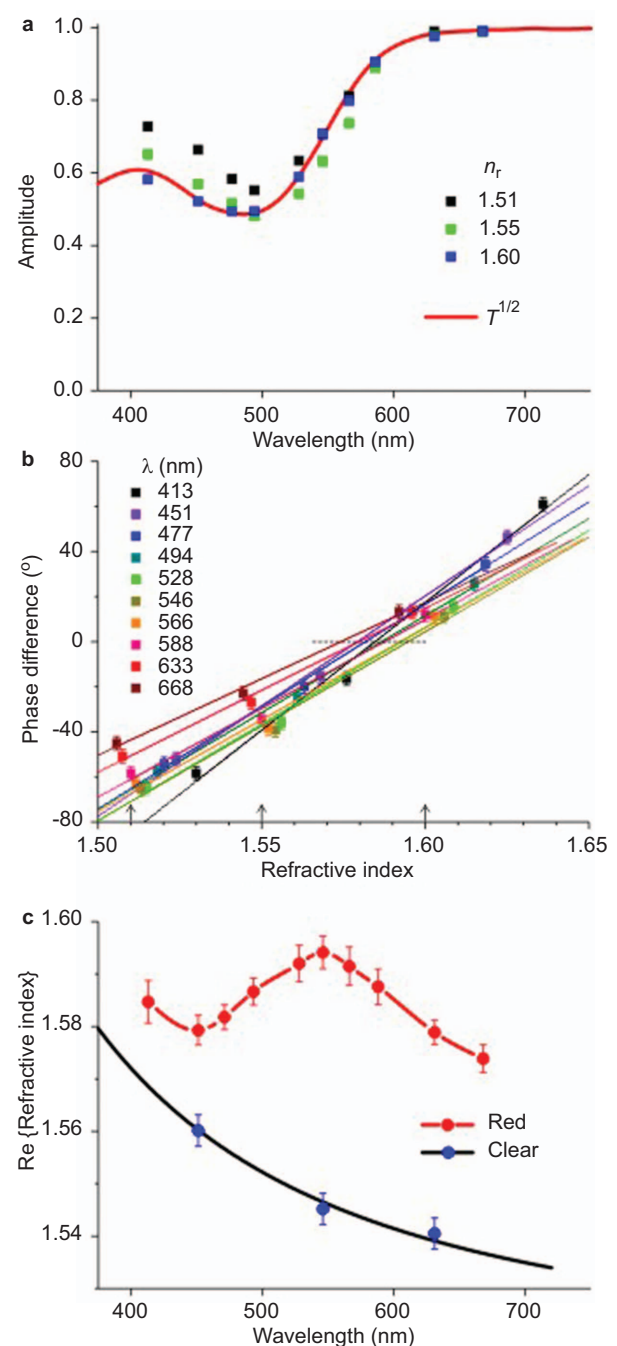 a
1.0
0.8
0.6
0.4
0.2
0.0
Amplitude
nr
1.51
1.55
1.60
T1/2
400 500 600 700
Wavelength (nm)
b
80
40
0
-40
-80
Phase difference (o)
λ (nm)
413
451
477
494
528
546
566
588
633
668
1.50 1.55 1.60 1.65
Refractive index
c
1.60
1.58
1.56
1.54
Re {Refractive index}
Red
Clear
400 500 600 700
Wavelength (nm)